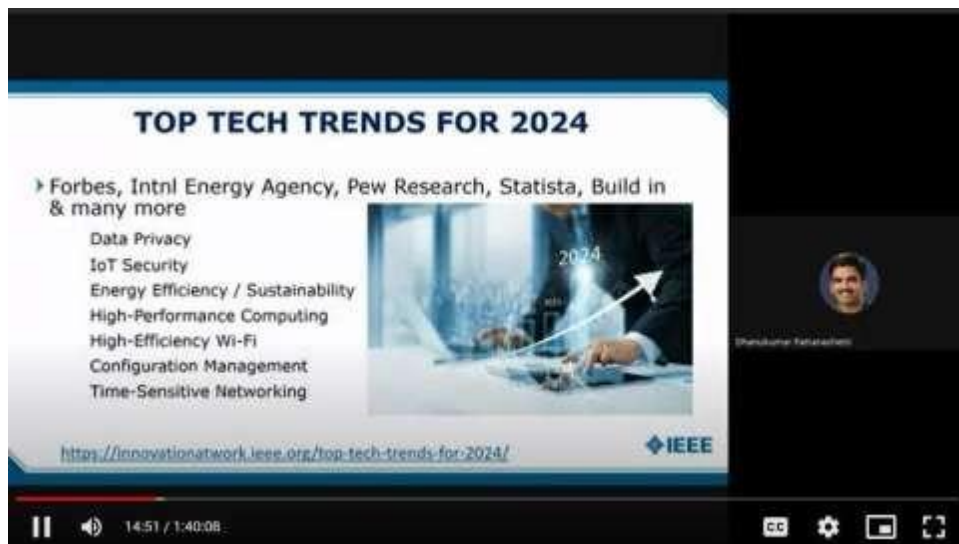 TOP TECH TRENDS FOR 2024
Forbes, Intnl Energy Agency, Pew Research, Statista, Build in
& many more
Data Privacy
IoT Security
Energy Efficiency / Sustainability
High-Performance Computing
High-Efficiency Wi-Fi
Configuration Management
Time-Sensitive Networking
2024
https://innovationatwork.ieee.org/top-tech-trends-for-2024/
IEEE
14:51 / 1:40:08
CC